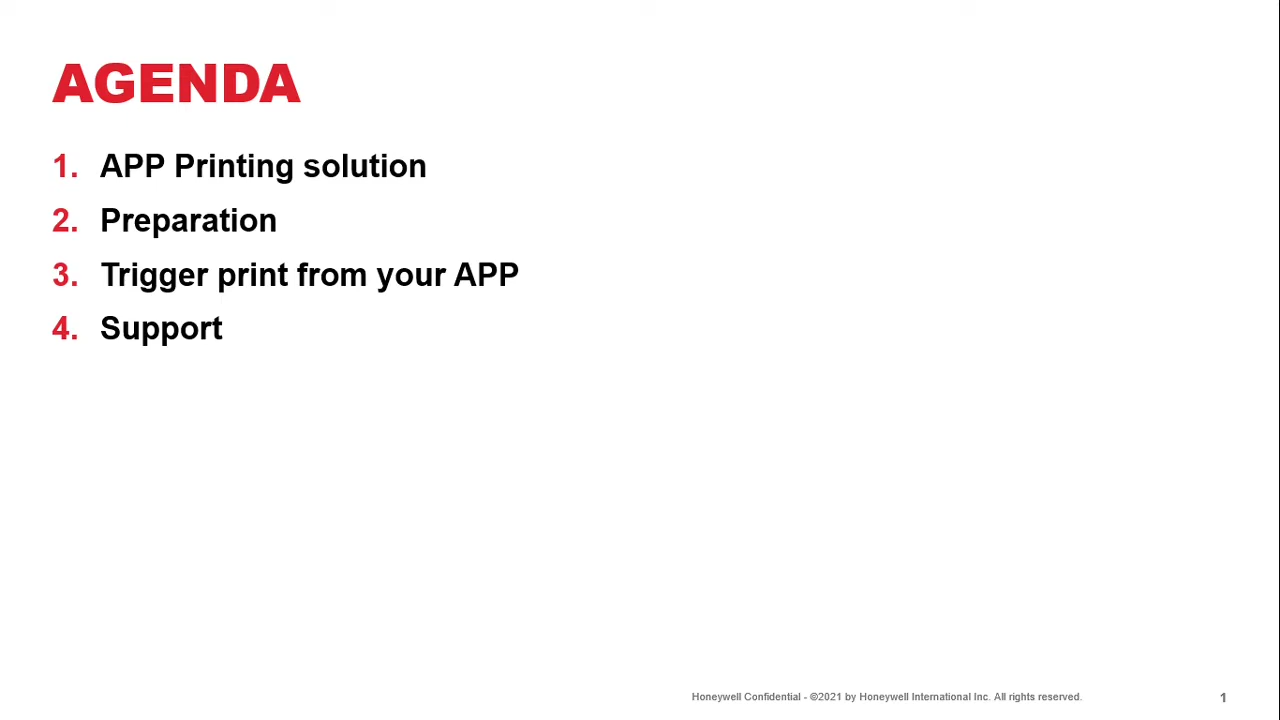 AGENDA
1. APP Printing solution
2. Preparation
3. Trigger print from your APP
4. Support
Honeywell Confidential - ©2021 by Honeywell International Inc. All rights reserved. 1